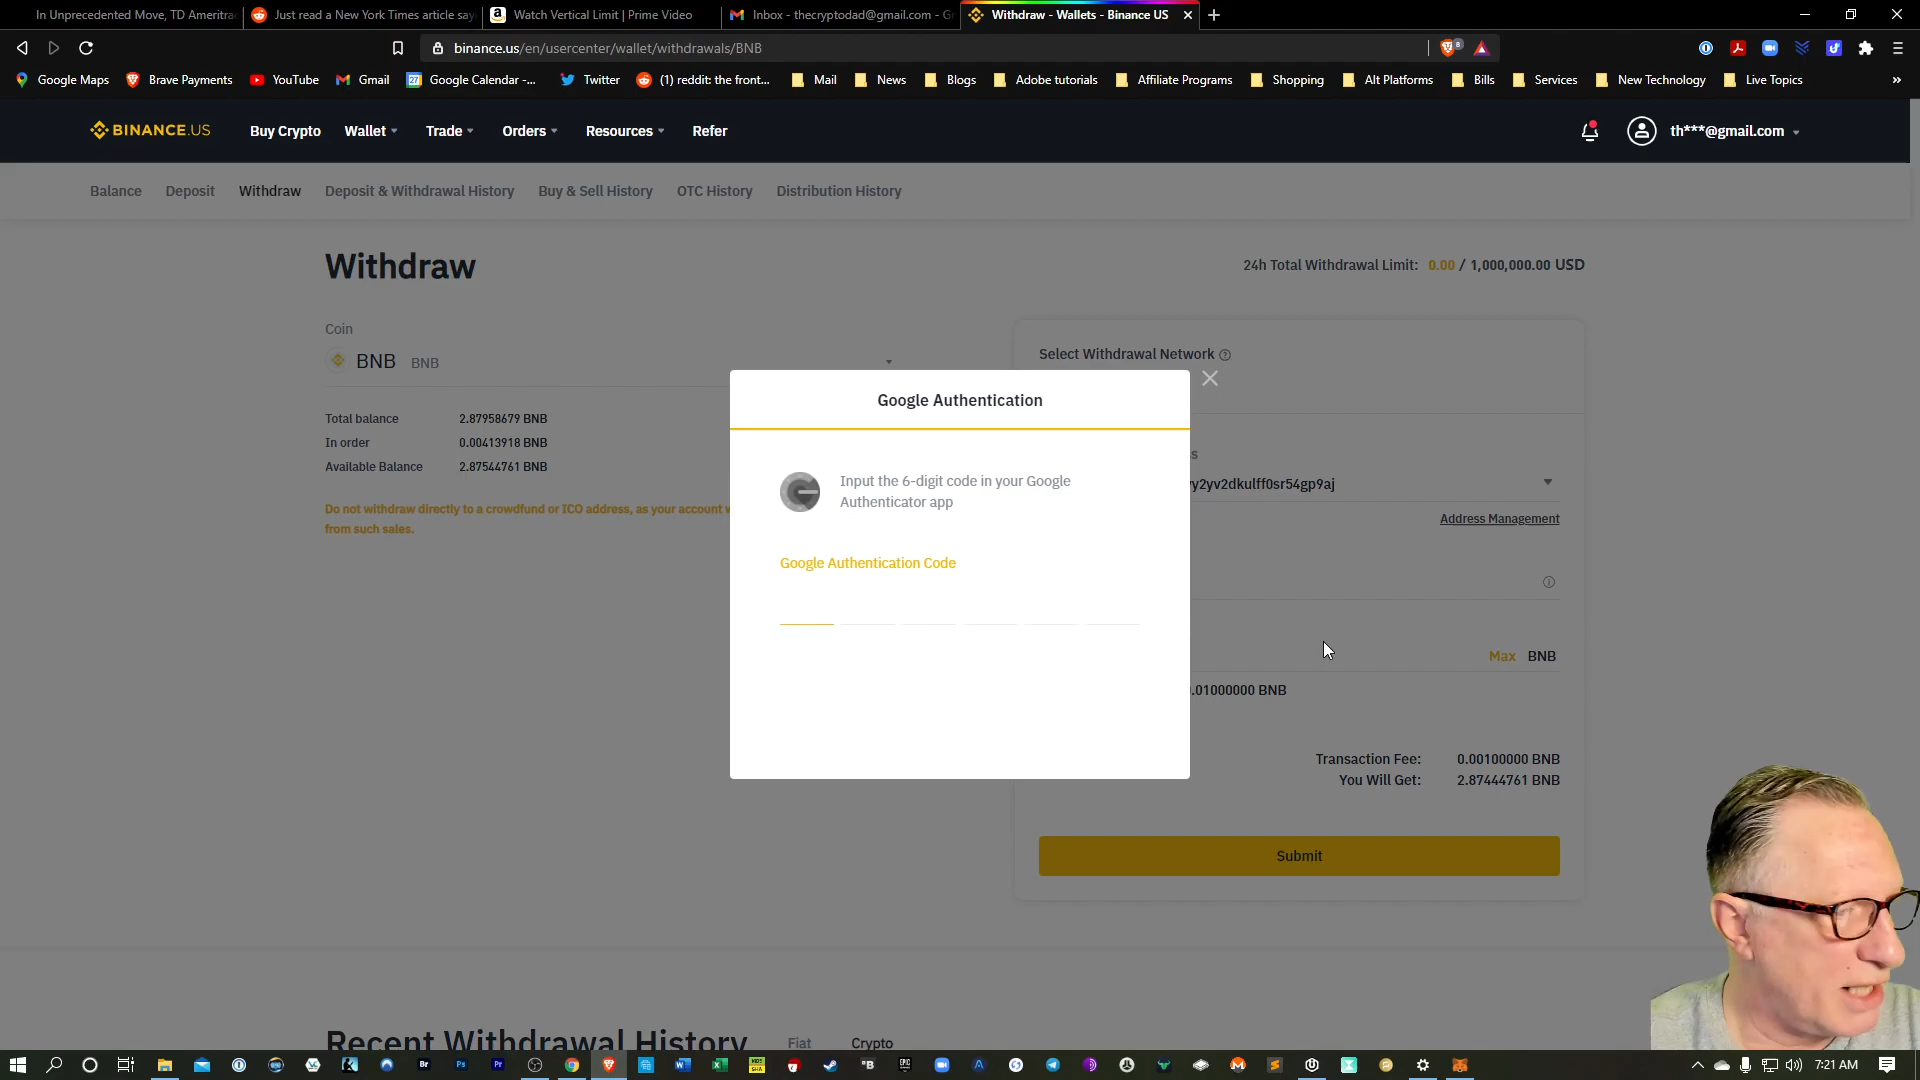 In Unprecedented Move, TD Ameritrad
Just read a New York Times article say
Watch Vertical Limit | Prime Video
Inbox - thecryptodad@gmail.com - G
Withdraw - Wallets - Binance US
binance.us/en/usercenter/wallet/withdrawals/BNB
8
Google Maps
Brave Payments
YouTube
Gmail
27
Google Calendar -...
Twitter
(1) reddit: the front...
Mail
News
Blogs
Adobe tutorials
Affiliate Programs
Shopping
Alt Platforms
Bills
Services
New Technology
Live Topics
»
BINANCE.US
Buy Crypto
Wallet
Trade
Orders
Resources
Refer
th***@gmail.com
Balance
Deposit
Withdraw
Deposit & Withdrawal History
Buy & Sell History
OTC History
Distribution History
Withdraw
24h Total Withdrawal Limit: 0.00 / 1,000,000.00 USD
Coin
BNB BNB
Total balance 2.87958679 BNB
In order 0.00413918 BNB
Available Balance 2.87544761 BNB
Do not withdraw directly to a crowdfund or ICO address, as your account w
from such sales.
Select Withdrawal Network
s
y2yv2dkulff0sr54gp9aj
Address Management
Max BNB
.01000000 BNB
Transaction Fee: 0.00100000 BNB
You Will Get: 2.87444761 BNB
Submit
Google Authentication
Input the 6-digit code in your Google
Authenticator app
Google Authentication Code
Recent Withdrawal History
Fiat
Crypto
Br
Ps
Pr
7:21 AM